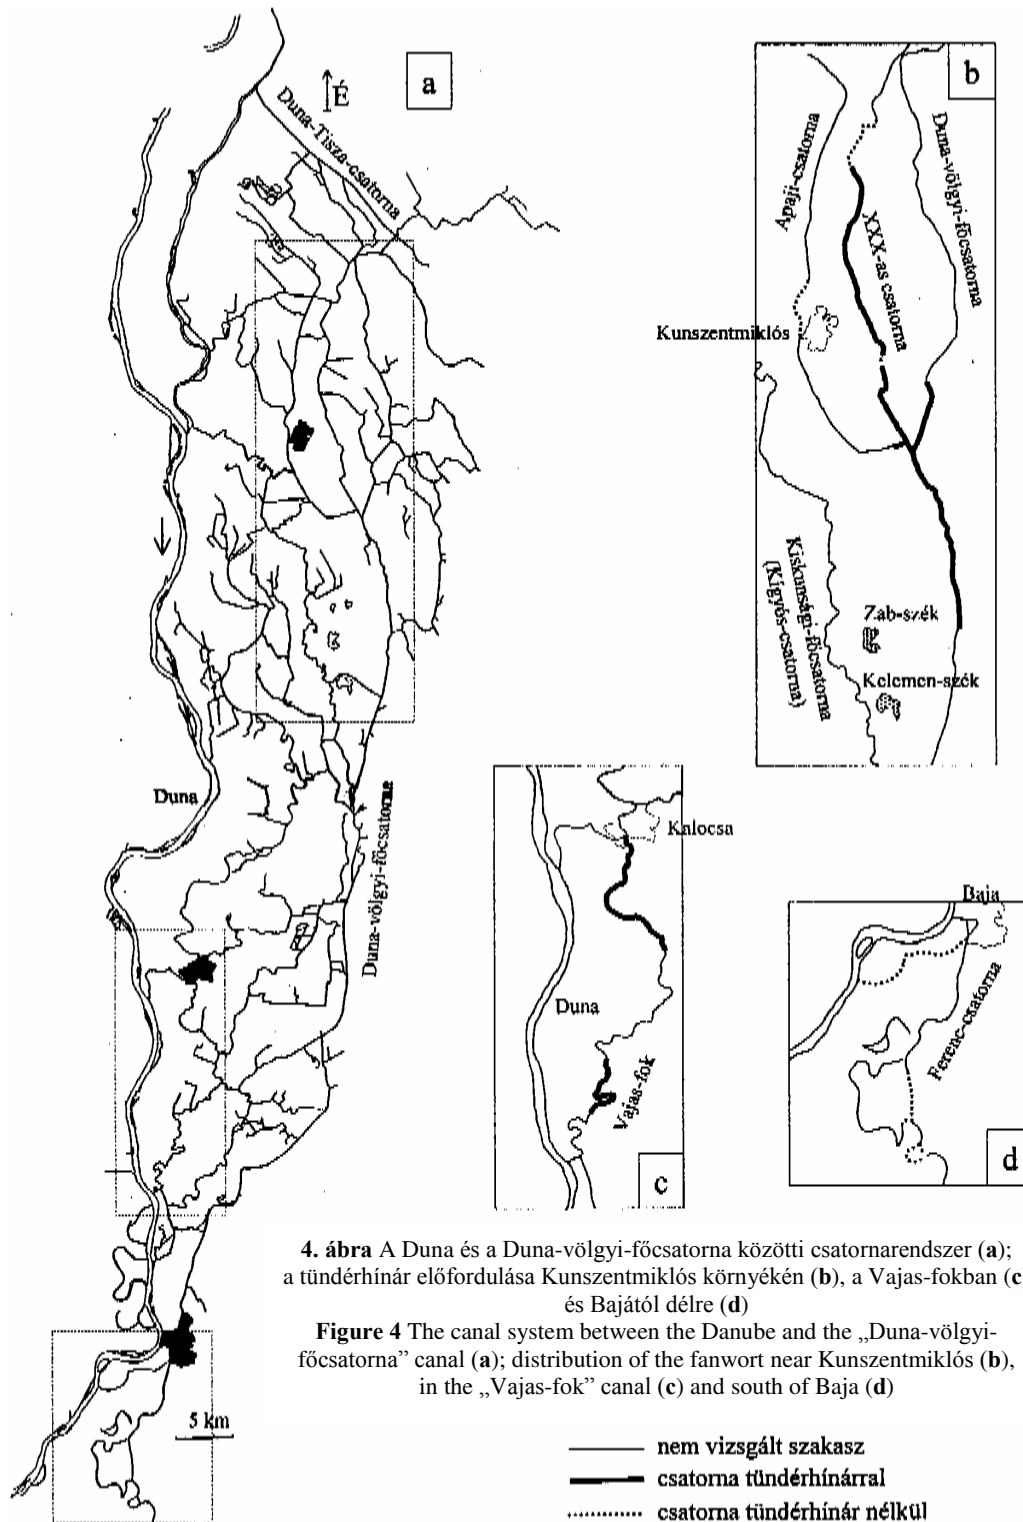 a
É
Duna-Tisza-csatorna
Duna
Duna-völgyi-főcsatorna
5 km
b
Apaji-csatorna
XXX-as csatorna
Duna-völgyi-főcsatorna
Kunszentmiklós
Kiskunsági-főcsatorna
(Kígyós-csatorna)
Zab-szék
Kelemen-szék
Kalocsa
Duna
Vajas-fok
c
Baja
Ferenc-csatorna
d
4. ábra A Duna és a Duna-völgyi-főcsatorna közötti csatornarendszer (a);
a tündérhínár előfordulása Kunszentmiklós környékén (b), a Vajas-fokban (c
és Bajától délre (d)
Figure 4 The canal system between the Danube and the „Duna-völgyi-
főcsatorna” canal (a); distribution of the fanwort near Kunszentmiklós (b),
in the „Vajas-fok” canal (c) and south of Baja (d)
nem vizsgált szakasz
csatorna tündérhínárral
csatorna tündérhínár nélkül